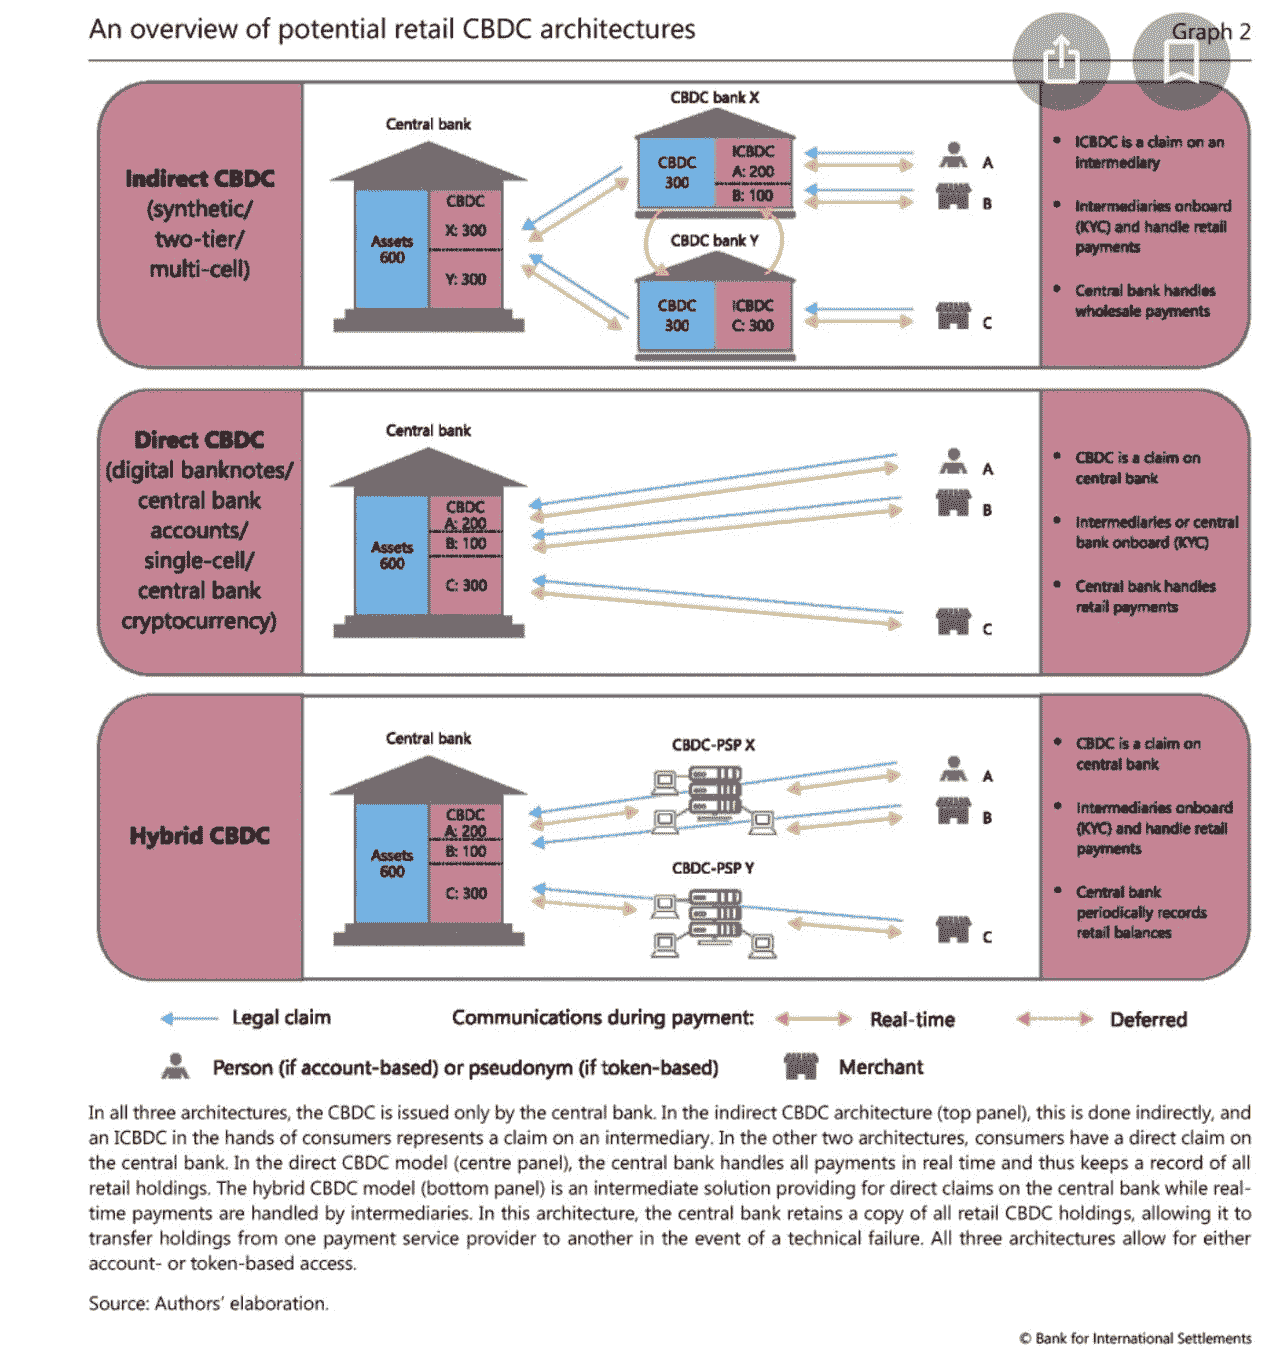 An overview of potential retail CBDC architectures
Graph 2
Indirect CBDC
(synthetic/
two-tier/
multi-cell)
Central bank
Assets
600
CBDC
X: 300
Y: 300
CBDC bank X
CBDC
300
ICBDC
A: 200
B: 100
CBDC bank Y
CBDC
300
ICBDC
C: 300
A
B
C
• ICBDC is a claim on an
intermediary
• Intermediaries onboard
(KYC) and handle retail
payments
• Central bank handles
wholesale payments
Direct CBDC
(digital banknotes/
central bank
accounts/
single-cell/
central bank
cryptocurrency)
Central bank
Assets
600
CBDC
A: 200
B: 100
C: 300
A
B
C
• CBDC is a claim on
central bank
• Intermediaries or central
bank onboard (KYC)
• Central bank handles
retail payments
Hybrid CBDC
Central bank
Assets
600
CBDC
A: 200
B: 100
C: 300
CBDC-PSP X
CBDC-PSP Y
A
B
C
• CBDC is a claim on
central bank
• Intermediaries onboard
(KYC) and handle retail
payments
• Central bank
periodically records
retail balances
Legal claim
Communications during payment:
Real-time
Deferred
Person (if account-based) or pseudonym (if token-based)
Merchant
In all three architectures, the CBDC is issued only by the central bank. In the indirect CBDC architecture (top panel), this is done indirectly, and
an ICBDC in the hands of consumers represents a claim on an intermediary. In the other two architectures, consumers have a direct claim on
the central bank. In the direct CBDC model (centre panel), the central bank handles all payments in real time and thus keeps a record of all
retail holdings. The hybrid CBDC model (bottom panel) is an intermediate solution providing for direct claims on the central bank while real-
time payments are handled by intermediaries. In this architecture, the central bank retains a copy of all retail CBDC holdings, allowing it to
transfer holdings from one payment service provider to another in the event of a technical failure. All three architectures allow for either
account- or token-based access.
Source: Authors’ elaboration.
© Bank for International Settlements